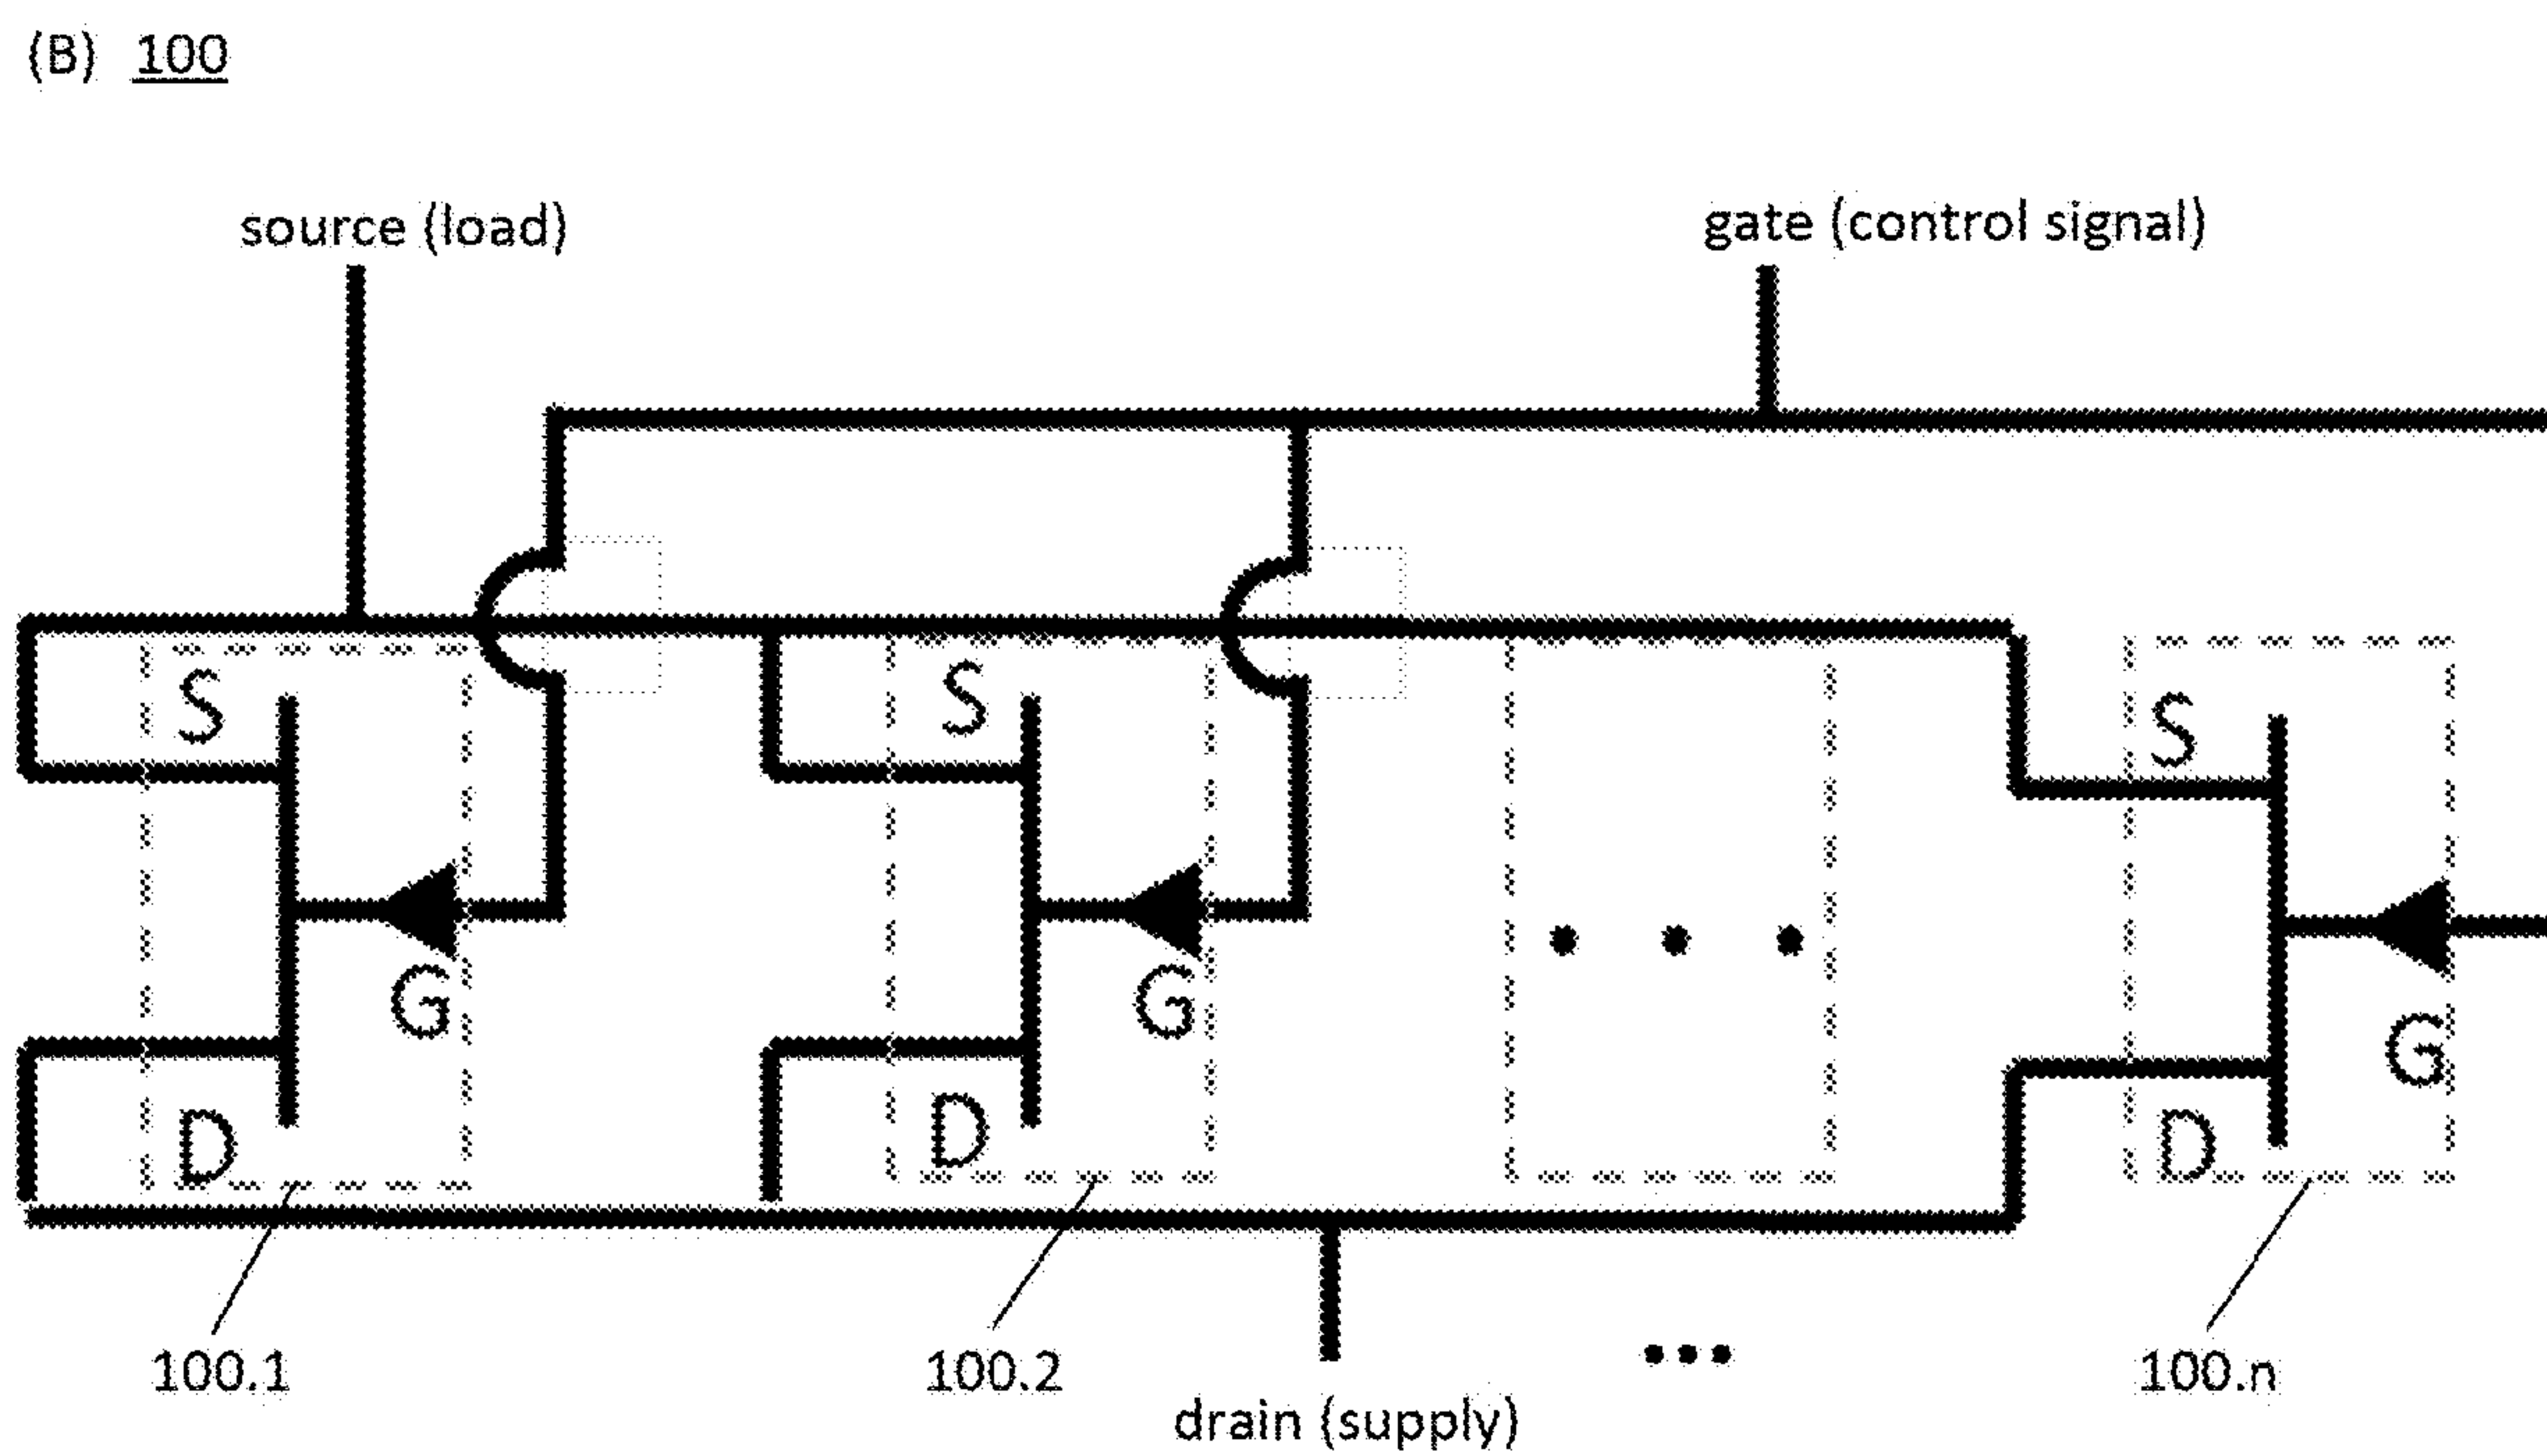 (B) 100
source (load)
gate (control signal)
S
S
S
G
G
G
D
D
D
100.1
100.2
...
100.n
drain (supply)